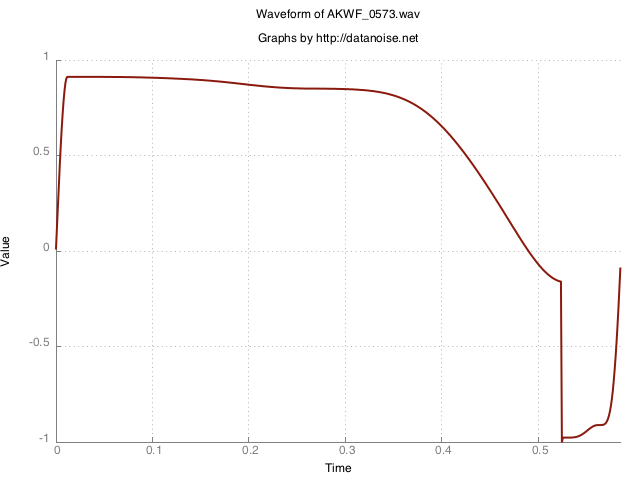 Waveform of AKWF_0573.wav
Graphs by http://datanoise.net
1
0.5
0
-0.5
-1
Value
0 0.1 0.2 0.3 0.4 0.5
Time